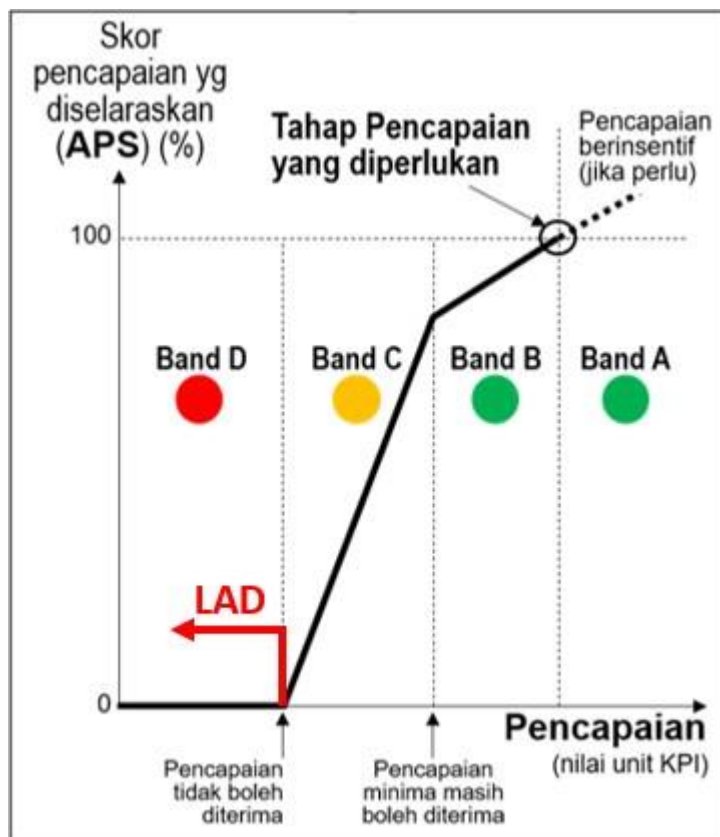 Skor
pencapaian yg
diselaraskan
(APS) (%)
Tahap Pencapaian
yang diperlukan
Pencapaian
berinsentif
(jika perlu)
100
Band D
Band C
Band B
Band A
LAD
0
Pencapaian
(nilai unit KPI)
Pencapaian
tidak boleh
diterima
Pencapaian
minima masih
boleh diterima